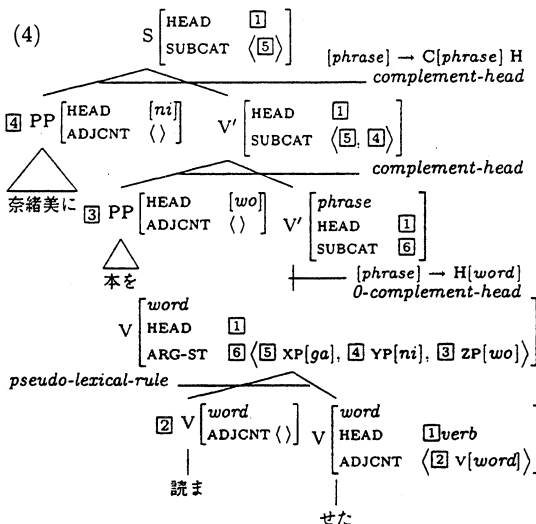 (4)
S [HEAD 1
SUBCAT ⟨5⟩]
[phrase] → C[phrase] H
complement-head
4 PP [HEAD [ni]
ADJCNT ⟨ ⟩]
V′ [HEAD 1
SUBCAT ⟨5, 4⟩]
奈緒美に
complement-head
3 PP [HEAD [wo]
ADJCNT ⟨ ⟩]
V′ [phrase
HEAD 1
SUBCAT 6]
本を
[phrase] → H[word]
0-complement-head
V [word
HEAD 1
ARG-ST 6 ⟨5 XP[ga], 4 YP[ni], 3 ZP[wo]⟩]
pseudo-lexical-rule
2 V [word
ADJCNT ⟨ ⟩]
V [word
HEAD 1 verb
ADJCNT ⟨2 V[word]⟩]
読ま
せた